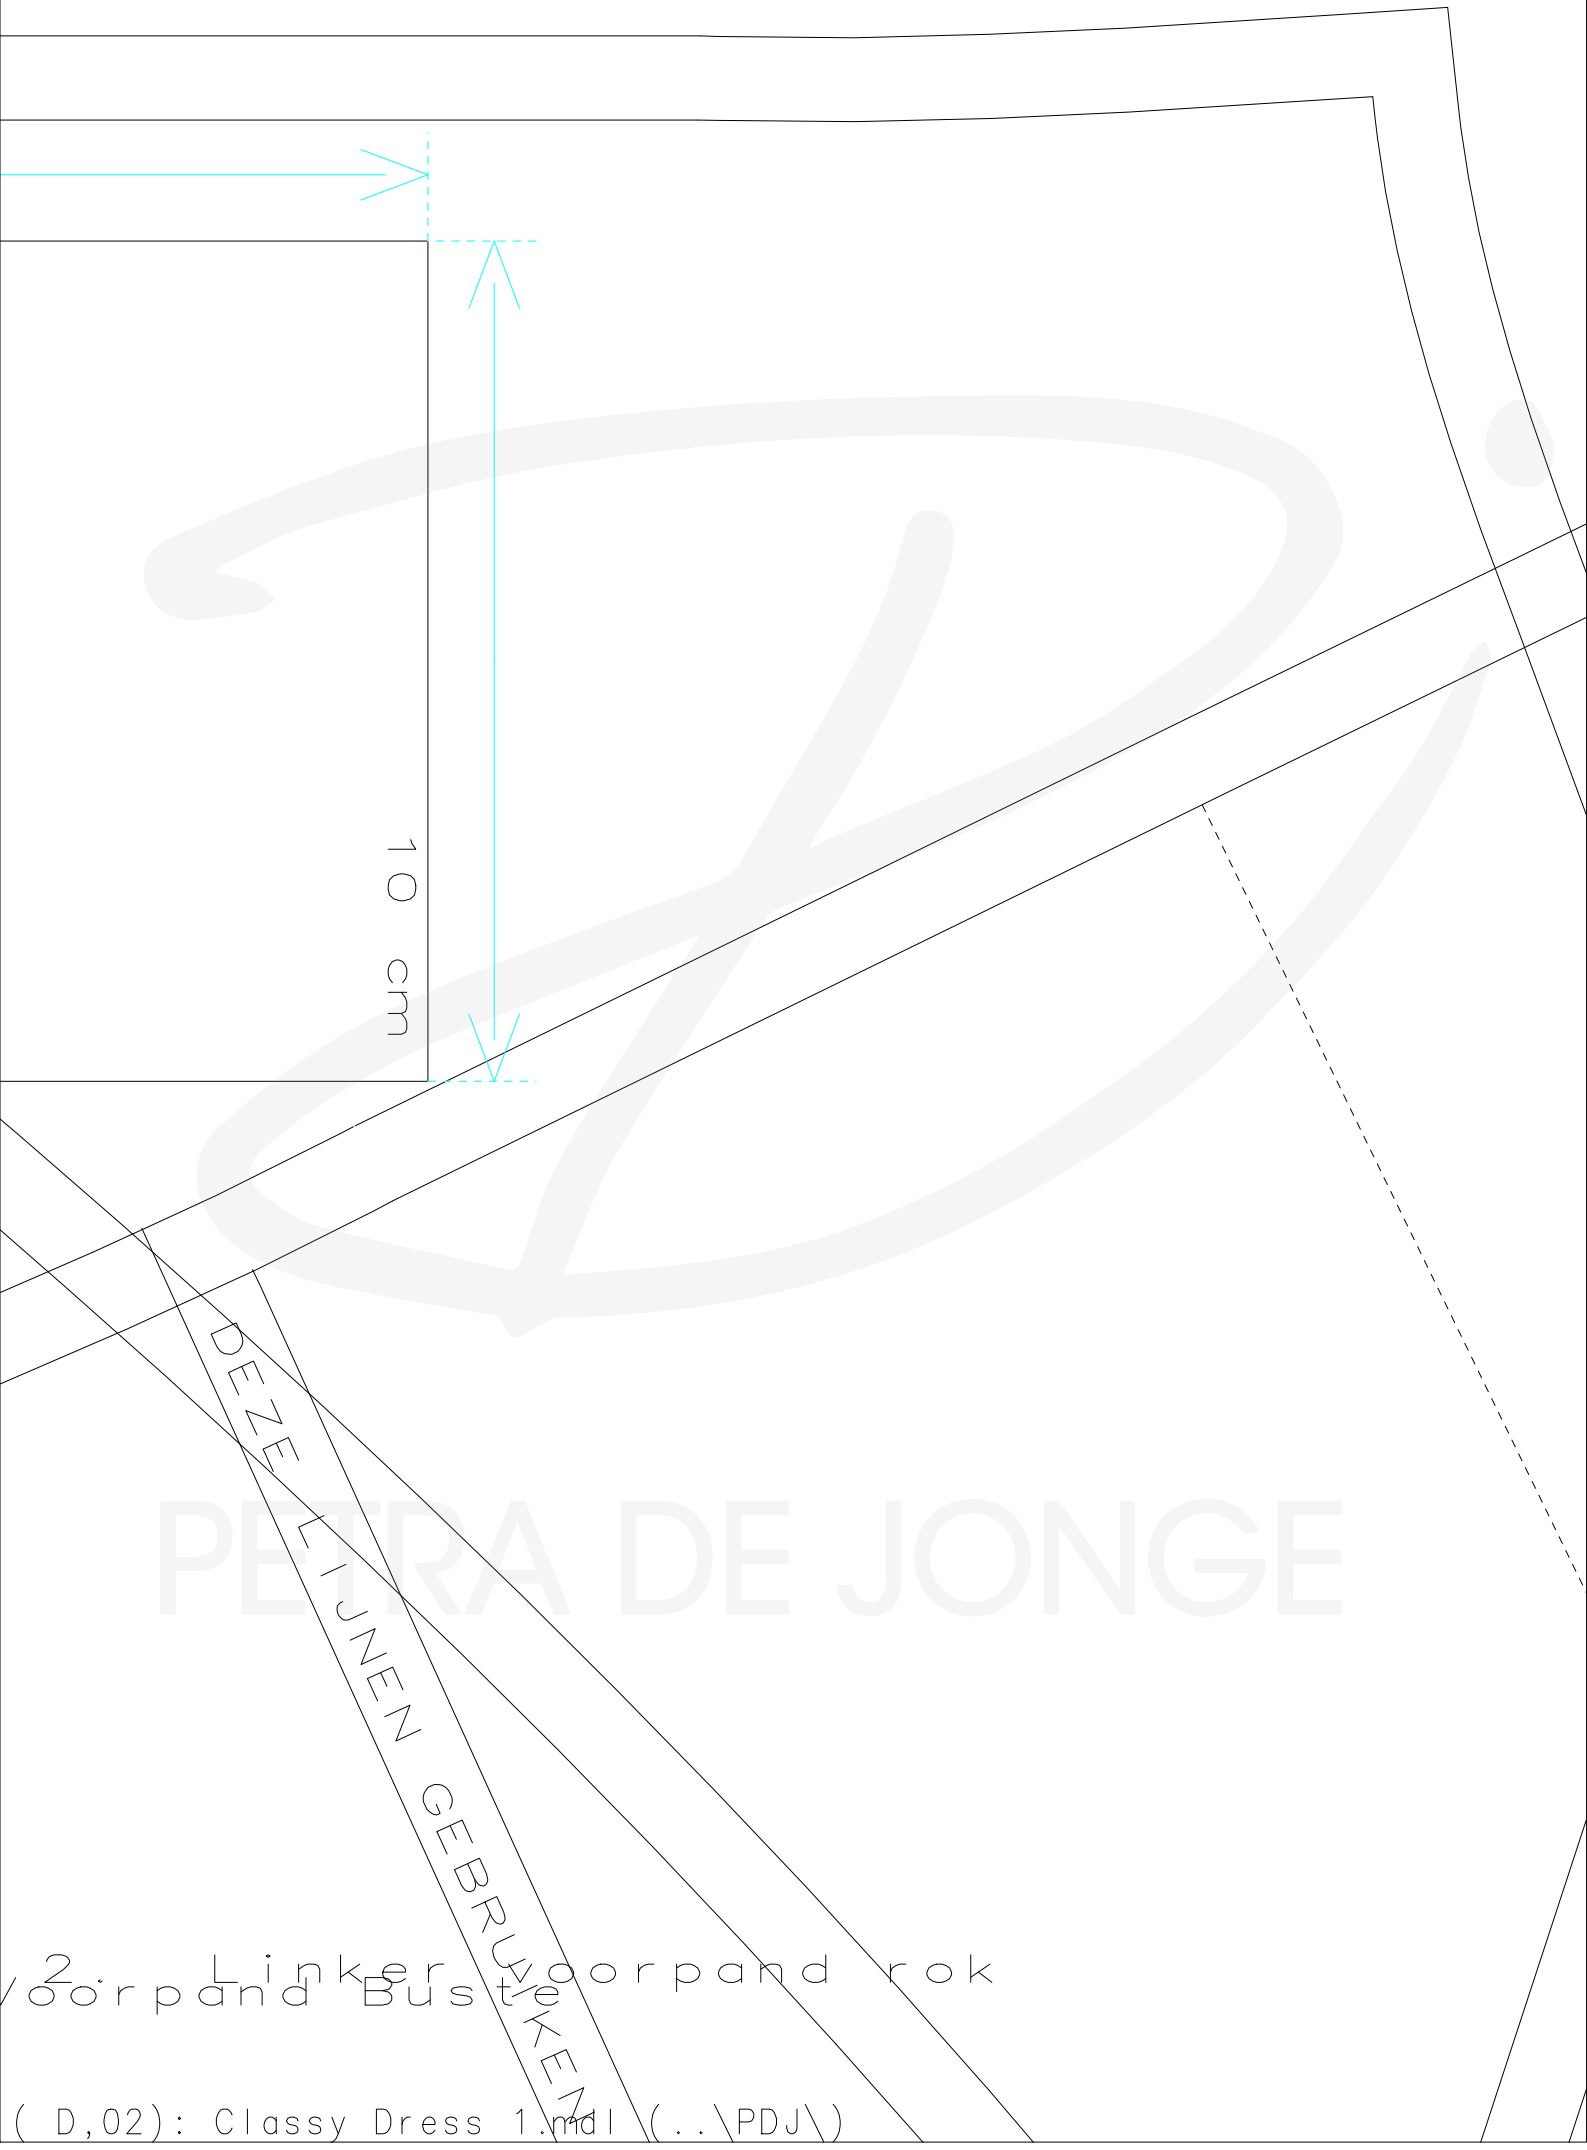 10 cm
DEZE LIJNEN GEBRUIKEN
PETRA DE JONGE
2. Linker voorpand rok
Voorpand Buste
( D,02): Classy Dress 1.mdl (..\PDJ\)